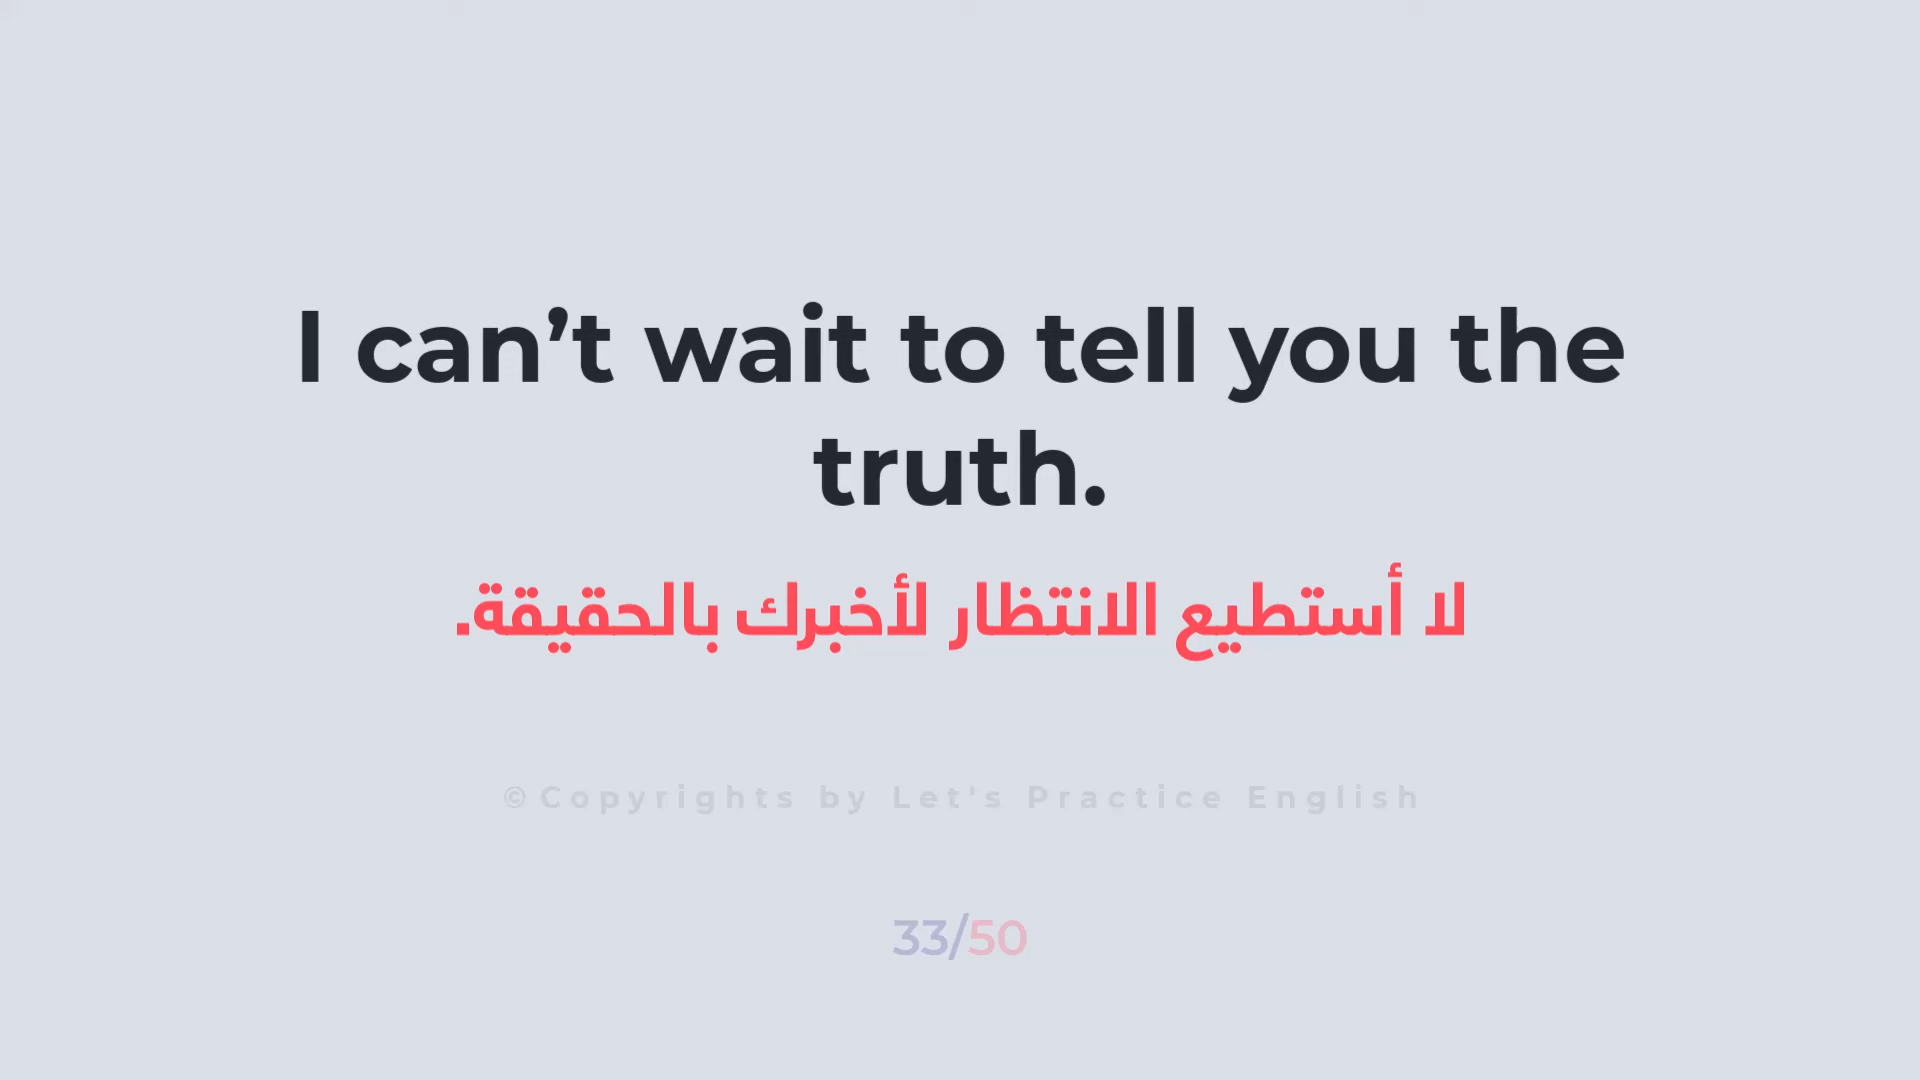 I can’t wait to tell you the
truth.
لا أستطيع الانتظار لأخبرك بالحقيقة.
© Copyrights by Let's Practice English
33/50